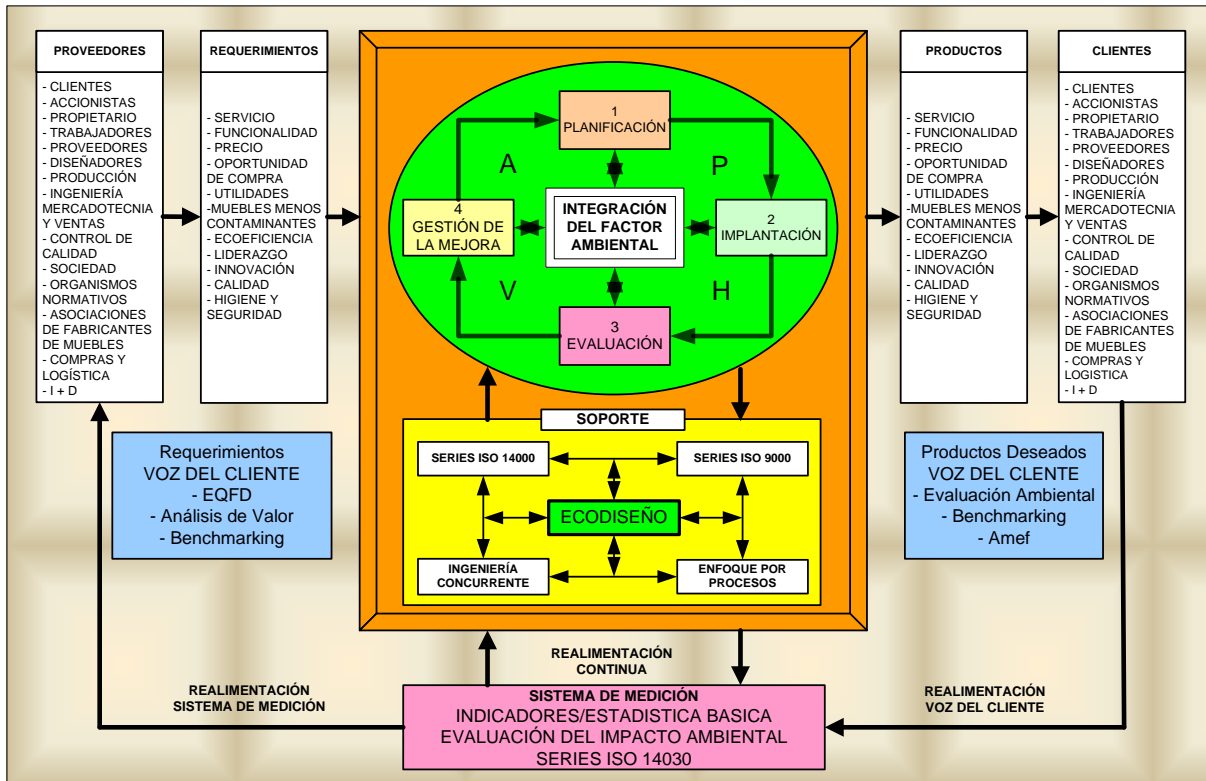 PROVEEDORES
- CLIENTES
- ACCIONISTAS
- PROPIETARIO
- TRABAJADORES
- PROVEEDORES
- DISEÑADORES
- PRODUCCIÓN
- INGENIERÍA
MERCADOTECNIA
Y VENTAS
- CONTROL DE
CALIDAD
- SOCIEDAD
- ORGANISMOS
NORMATIVOS
- ASOCIACIONES
DE FABRICANTES
DE MUEBLES
- COMPRAS Y
LOGÍSTICA
- I + D
REQUERIMIENTOS
- SERVICIO
- FUNCIONALIDAD
- PRECIO
- OPORTUNIDAD
DE COMPRA
- UTILIDADES
-MUEBLES MENOS
CONTAMINANTES
- ECOEFICIENCIA
- LIDERAZGO
- INNOVACIÓN
- CALIDAD
- HIGIENE Y
SEGURIDAD
1
PLANIFICACIÓN
A
P
4
GESTIÓN DE
LA MEJORA
INTEGRACIÓN
DEL FACTOR
AMBIENTAL
2
IMPLANTACIÓN
V
H
3
EVALUACIÓN
SOPORTE
SERIES ISO 14000
SERIES ISO 9000
ECODISEÑO
INGENIERÍA
CONCURRENTE
ENFOQUE POR
PROCESOS
PRODUCTOS
- SERVICIO
- FUNCIONALIDAD
- PRECIO
- OPORTUNIDAD
DE COMPRA
- UTILIDADES
-MUEBLES MENOS
CONTAMINANTES
- ECOEFICIENCIA
- LIDERAZGO
- INNOVACIÓN
- CALIDAD
- HIGIENE Y
SEGURIDAD
CLIENTES
- CLIENTES
- ACCIONISTAS
- PROPIETARIO
- TRABAJADORES
- PROVEEDORES
- DISEÑADORES
- PRODUCCIÓN
- INGENIERÍA
MERCADOTECNIA
Y VENTAS
- CONTROL DE
CALIDAD
- SOCIEDAD
- ORGANISMOS
NORMATIVOS
- ASOCIACIONES
DE FABRICANTES
DE MUEBLES
- COMPRAS Y
LOGISTICA
- I + D
Requerimientos
VOZ DEL CLIENTE
- EQFD
- Análisis de Valor
- Benchmarking
Productos Deseados
VOZ DEL CLENTE
- Evaluación Ambiental
- Benchmarking
- Amef
REALIMENTACIÓN
CONTINUA
REALIMENTACIÓN
SISTEMA DE MEDICIÓN
SISTEMA DE MEDICIÓN
INDICADORES/ESTADISTICA BASICA
EVALUACIÓN DEL IMPACTO AMBIENTAL
SERIES ISO 14030
REALIMENTACIÓN
VOZ DEL CLIENTE